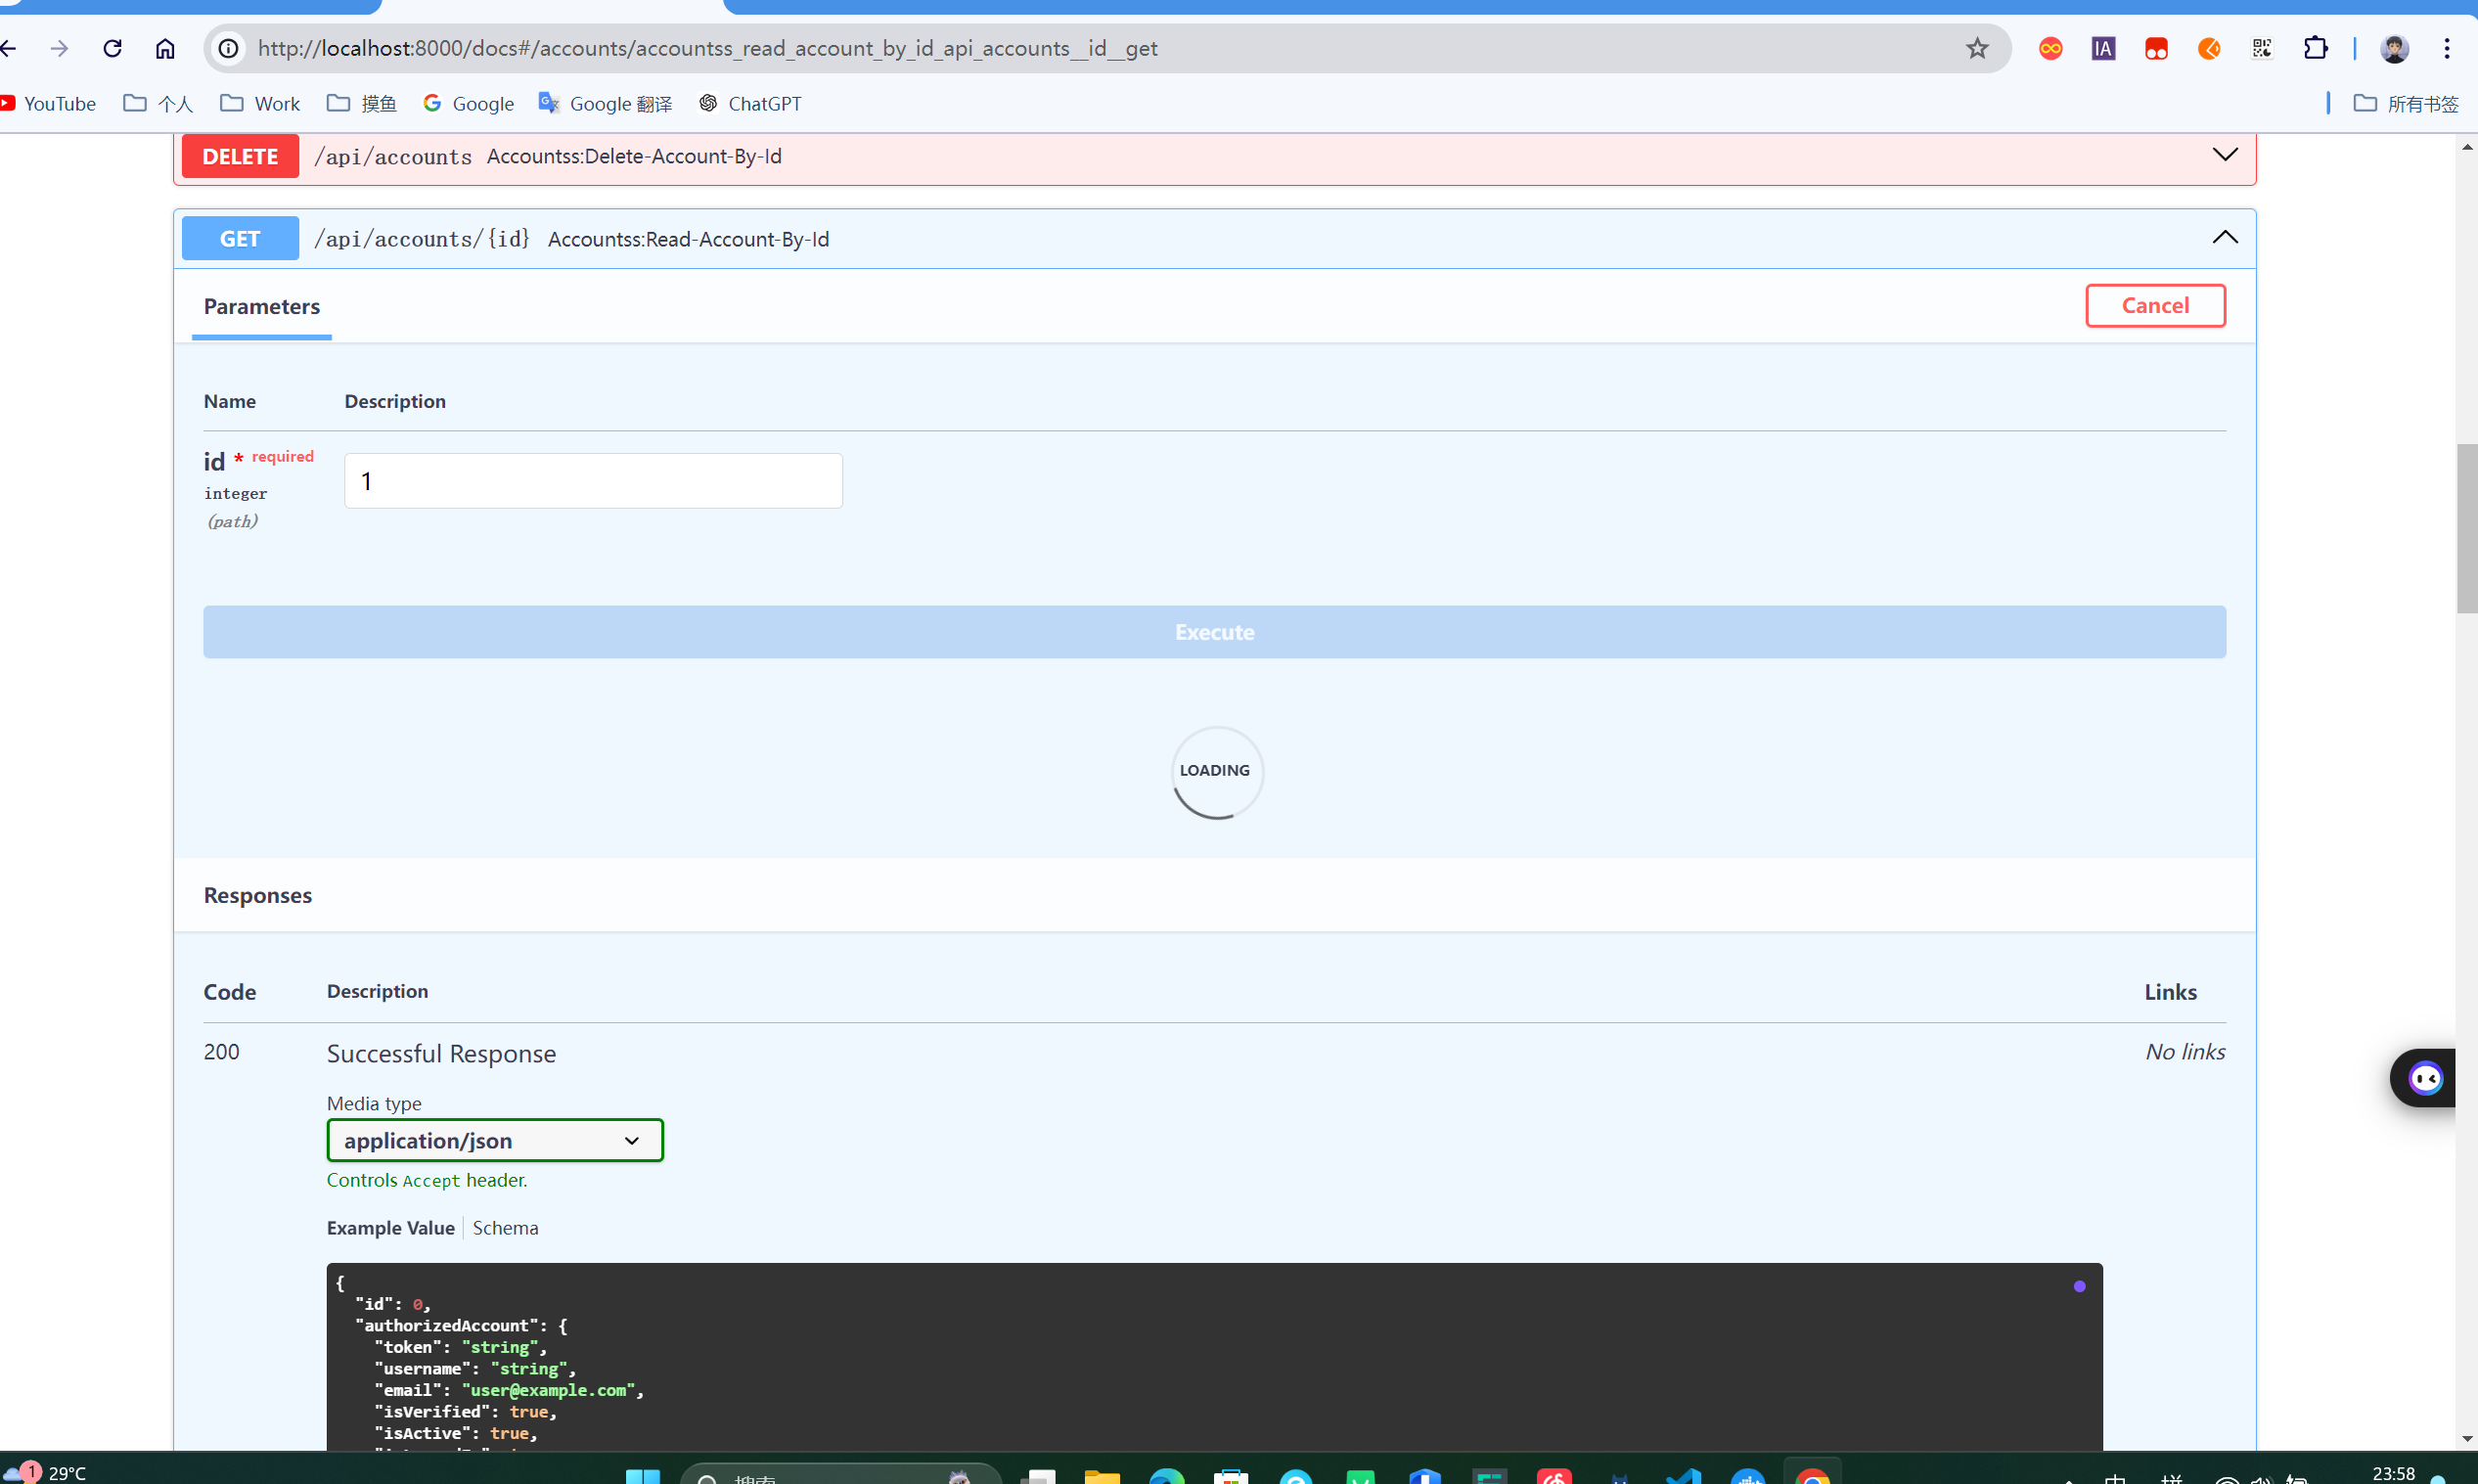 http://localhost:8000/docs#/accounts/accountss_read_account_by_id_api_accounts__id__get
IA
YouTube 个人 Work 摸鱼 Google Google 翻译 ChatGPT 所有书签
DELETE /api/accounts Accountss:Delete-Account-By-Id
GET /api/accounts/{id} Accountss:Read-Account-By-Id
Parameters Cancel
Name Description
id * required 1
integer
(path)
Execute
LOADING
Responses
Code Description Links
200 Successful Response No links
Media type
application/json
Controls Accept header.
Example Value Schema
{
"id": 0,
"authorizedAccount": {
"token": "string",
"username": "string",
"email": "user@example.com",
"isVerified": true,
"isActive": true,
1 29°C 搜索 中 拼 23:58